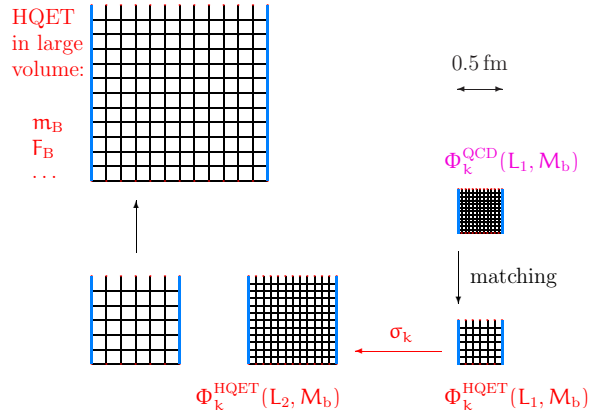 HQET
in large
volume:
m_B
F_B
...
0.5 fm
Φ_k^QCD(L_1, M_b)
matching
σ_k
Φ_k^HQET(L_2, M_b)
Φ_k^HQET(L_1, M_b)